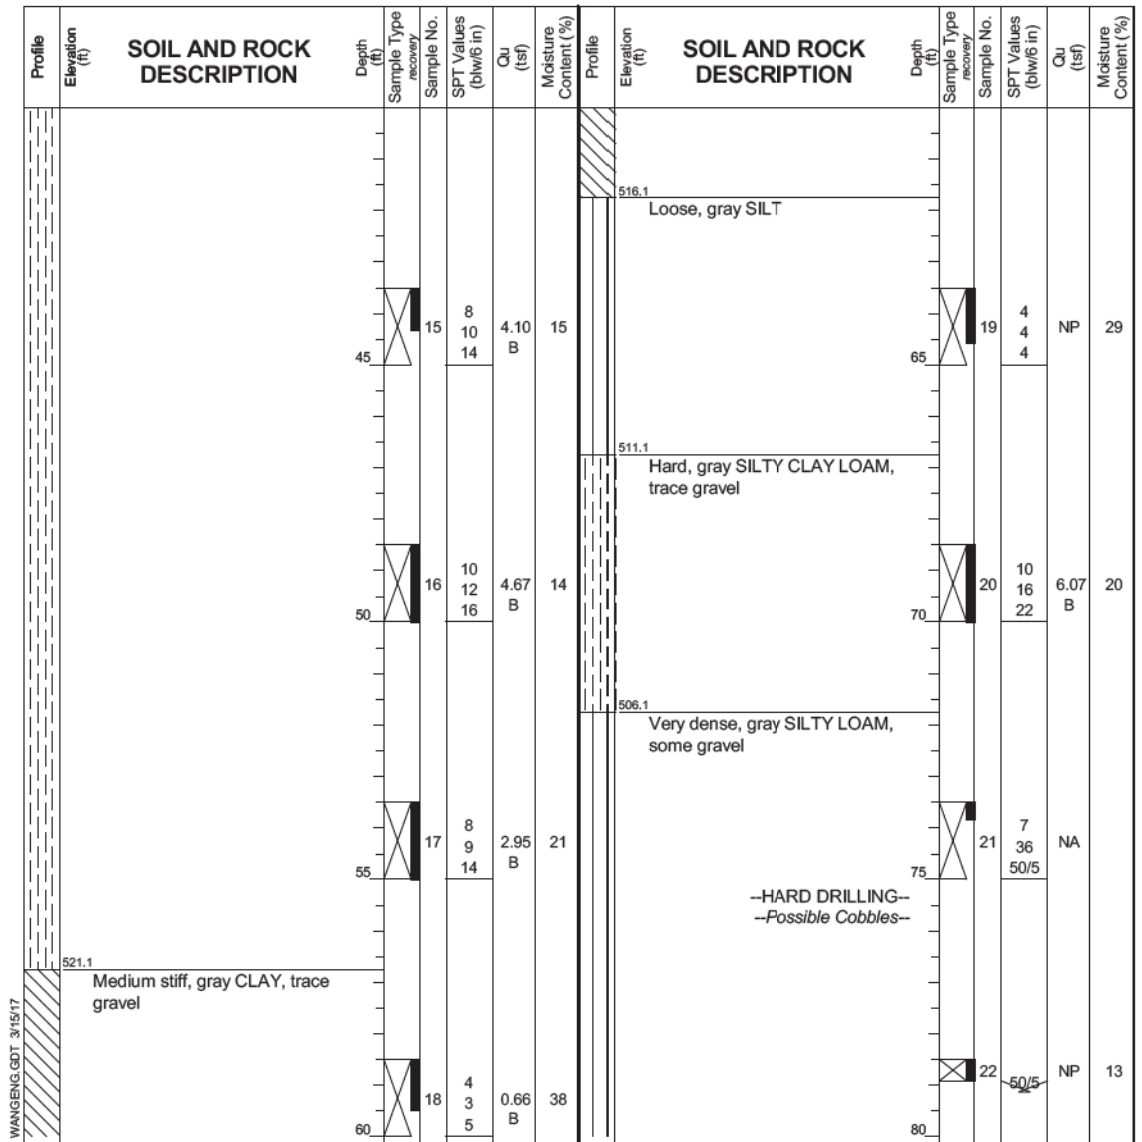 Profile
Elevation
(ft)
SOIL AND ROCK
DESCRIPTION
Depth
(ft)
Sample Type
recovery
Sample No.
SPT Values
(blw/6 in)
Qu
(tsf)
Moisture
Content (%)
8
10
14
15
4.10
B
15
45
10
12
16
16
4.67
B
14
50
8
9
14
17
2.95
B
21
55
521.1
Medium stiff, gray CLAY, trace
gravel
4
3
5
18
0.66
B
38
60
Profile
Elevation
(ft)
SOIL AND ROCK
DESCRIPTION
Depth
(ft)
Sample Type
recovery
Sample No.
SPT Values
(blw/6 in)
Qu
(tsf)
Moisture
Content (%)
516.1
Loose, gray SILT
4
4
4
19
NP
29
65
511.1
Hard, gray SILTY CLAY LOAM,
trace gravel
10
16
22
20
6.07
B
20
70
506.1
Very dense, gray SILTY LOAM,
some gravel
7
36
50/5
21
NA
75
--HARD DRILLING--
--Possible Cobbles--
22
50/5
NP
13
80
WANGENG.GDT 3/15/17